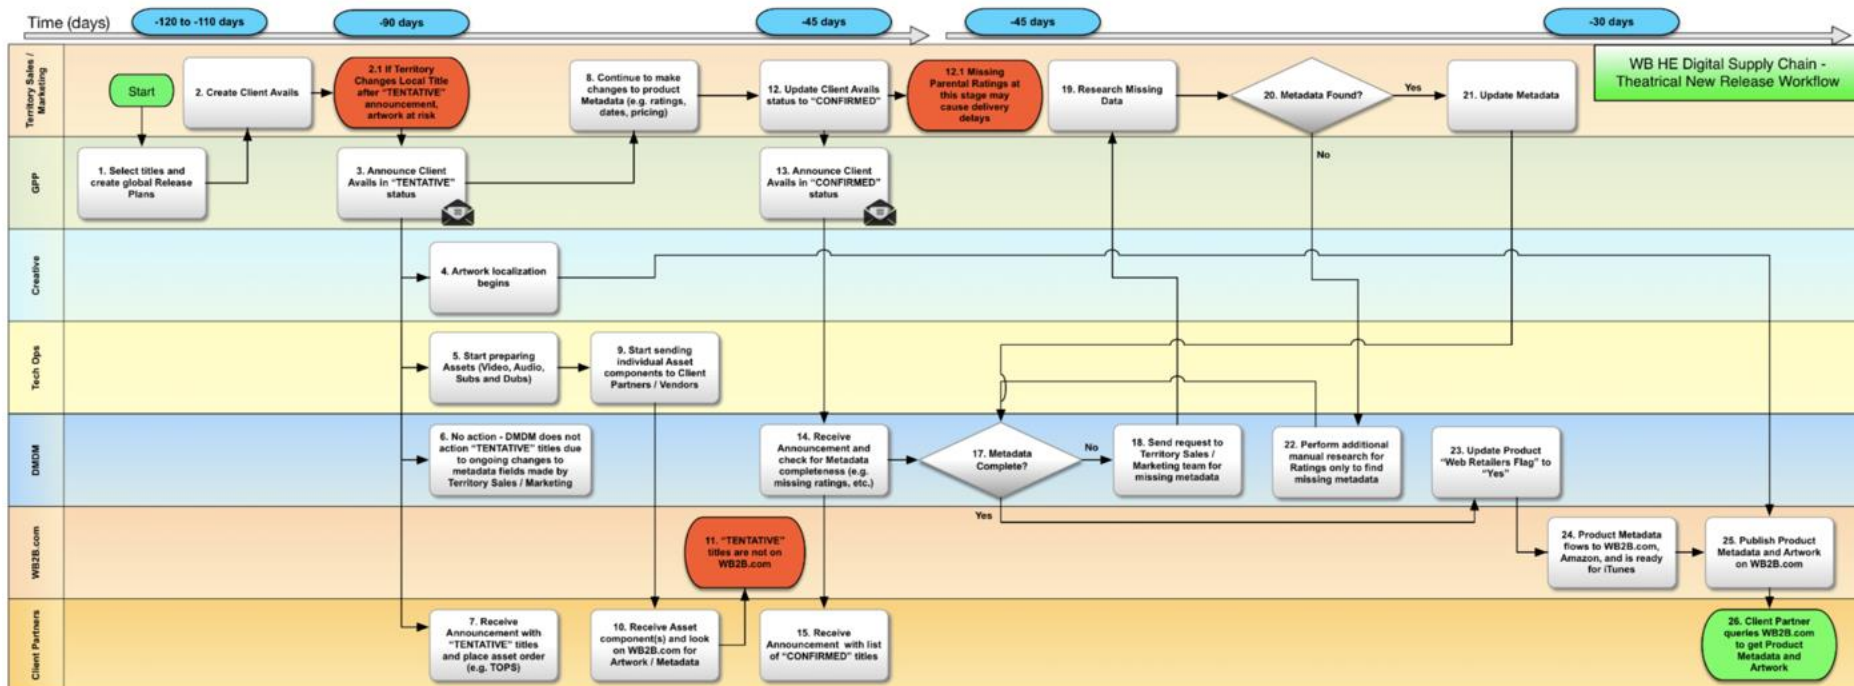 Time (days)
-120 to -110 days
-90 days
-45 days
-45 days
-30 days
WB HE Digital Supply Chain -
Theatrical New Release Workflow
Territory Sales /
Marketing
Start
2. Create Client Avails
2.1 If Territory
Changes Local Title
after "TENTATIVE"
announcement,
artwork at risk
8. Continue to make
changes to product
Metadata (e.g. ratings,
dates, pricing)
12. Update Client Avails
status to "CONFIRMED"
12.1 Missing
Parental Ratings at
this stage may
cause delivery
delays
19. Research Missing
Data
20. Metadata Found?
Yes
No
21. Update Metadata
GPP
1. Select titles and
create global Release
Plans
3. Announce Client
Avails in "TENTATIVE"
status
13. Announce Client
Avails in "CONFIRMED"
status
Creative
4. Artwork localization
begins
Tech Ops
5. Start preparing
Assets (Video, Audio,
Subs and Dubs)
9. Start sending
individual Asset
components to Client
Partners / Vendors
DMDM
6. No action - DMDM does not
action "TENTATIVE" titles due
to ongoing changes to
metadata fields made by
Territory Sales / Marketing
14. Receive
Announcement and
check for Metadata
completeness (e.g.
missing ratings, etc.)
17. Metadata
Complete?
No
Yes
18. Send request to
Territory Sales /
Marketing team for
missing metadata
22. Perform additional
manual research for
Ratings only to find
missing metadata
23. Update Product
"Web Retailers Flag" to
"Yes"
WB2B.com
11. "TENTATIVE"
titles are not on
WB2B.com
24. Product Metadata
flows to WB2B.com,
Amazon, and is ready
for iTunes
25. Publish Product
Metadata and Artwork
on WB2B.com
Client Partners
7. Receive
Announcement with
"TENTATIVE" titles
and place asset order
(e.g. TOPS)
10. Receive Asset
component(s) and look
on WB2B.com for
Artwork / Metadata
15. Receive
Announcement with list
of "CONFIRMED" titles
26. Client Partner
queries WB2B.com
to get Product
Metadata and
Artwork